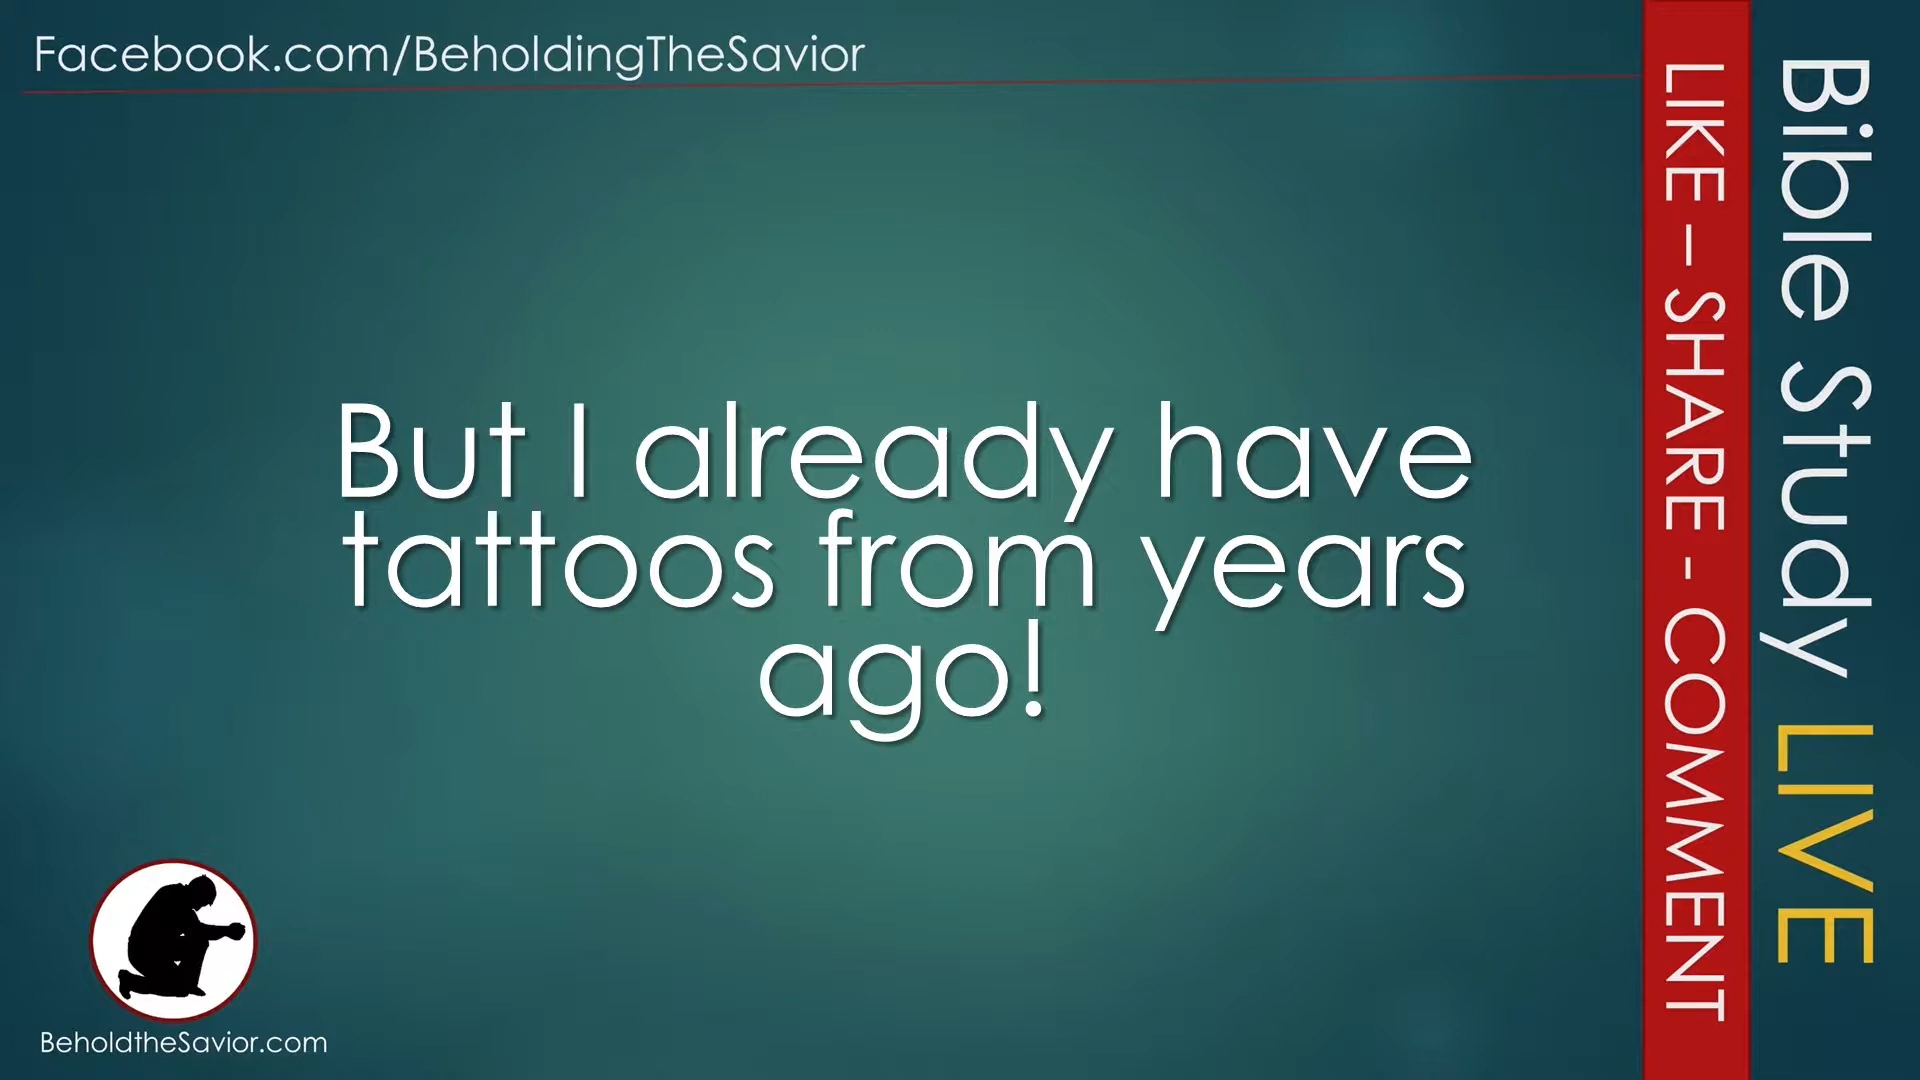 Facebook.com/BeholdingTheSavior
But I already have
tattoos from years
ago!
BeholdtheSavior.com
LIKE – SHARE - COMMENT
Bible Study LIVE